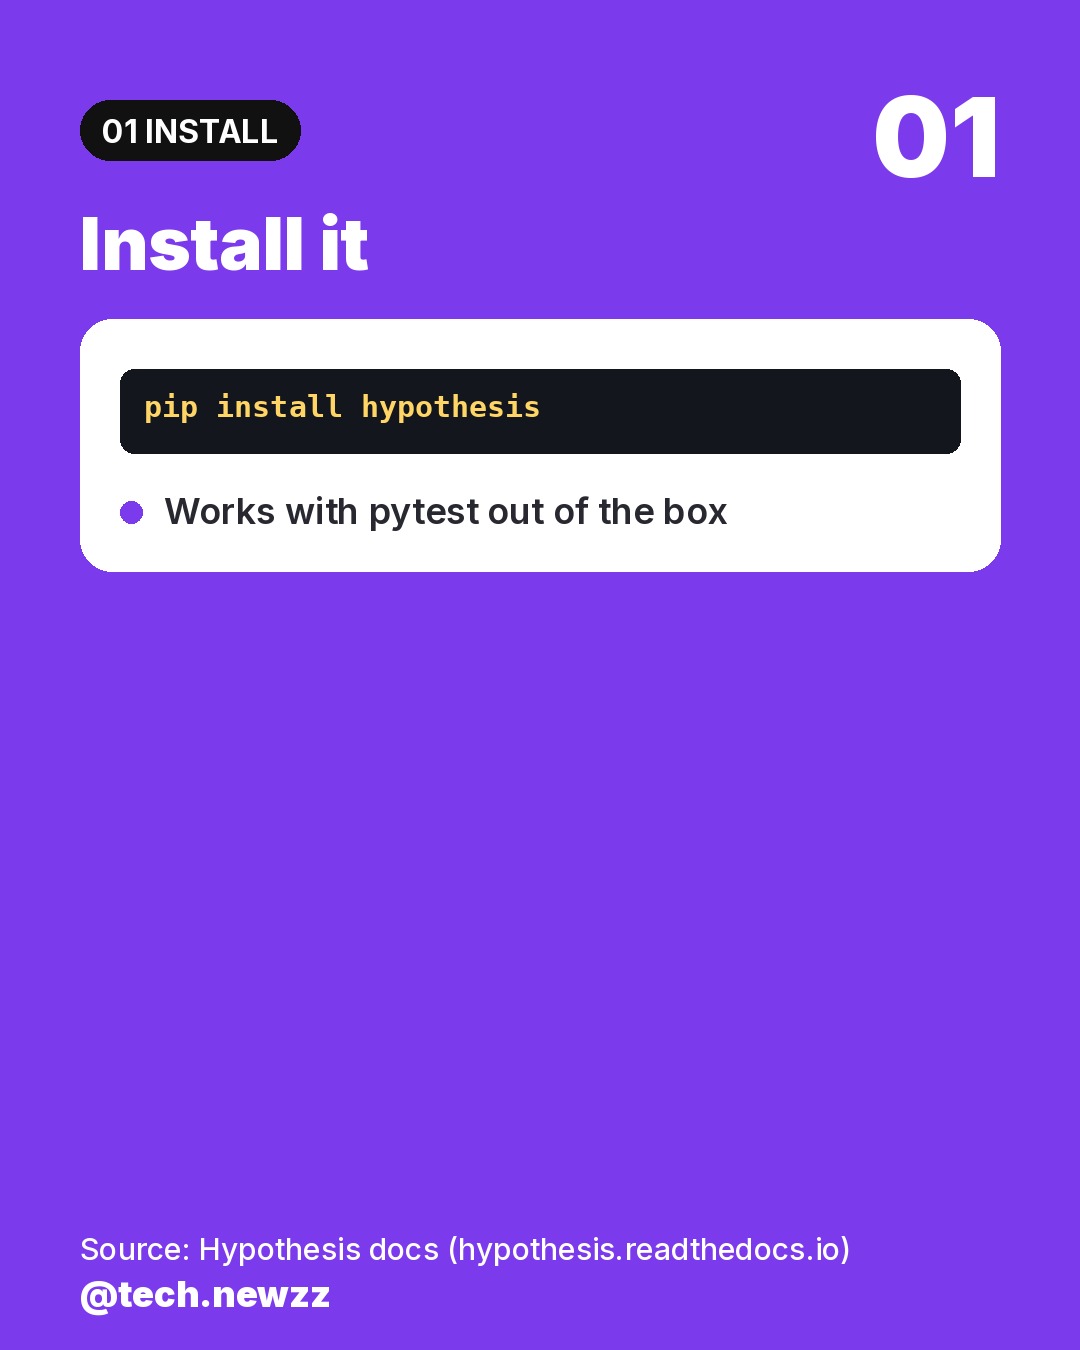 01 INSTALL
01
Install it
pip install hypothesis
Works with pytest out of the box
Source: Hypothesis docs (hypothesis.readthedocs.io)
@tech.newzz